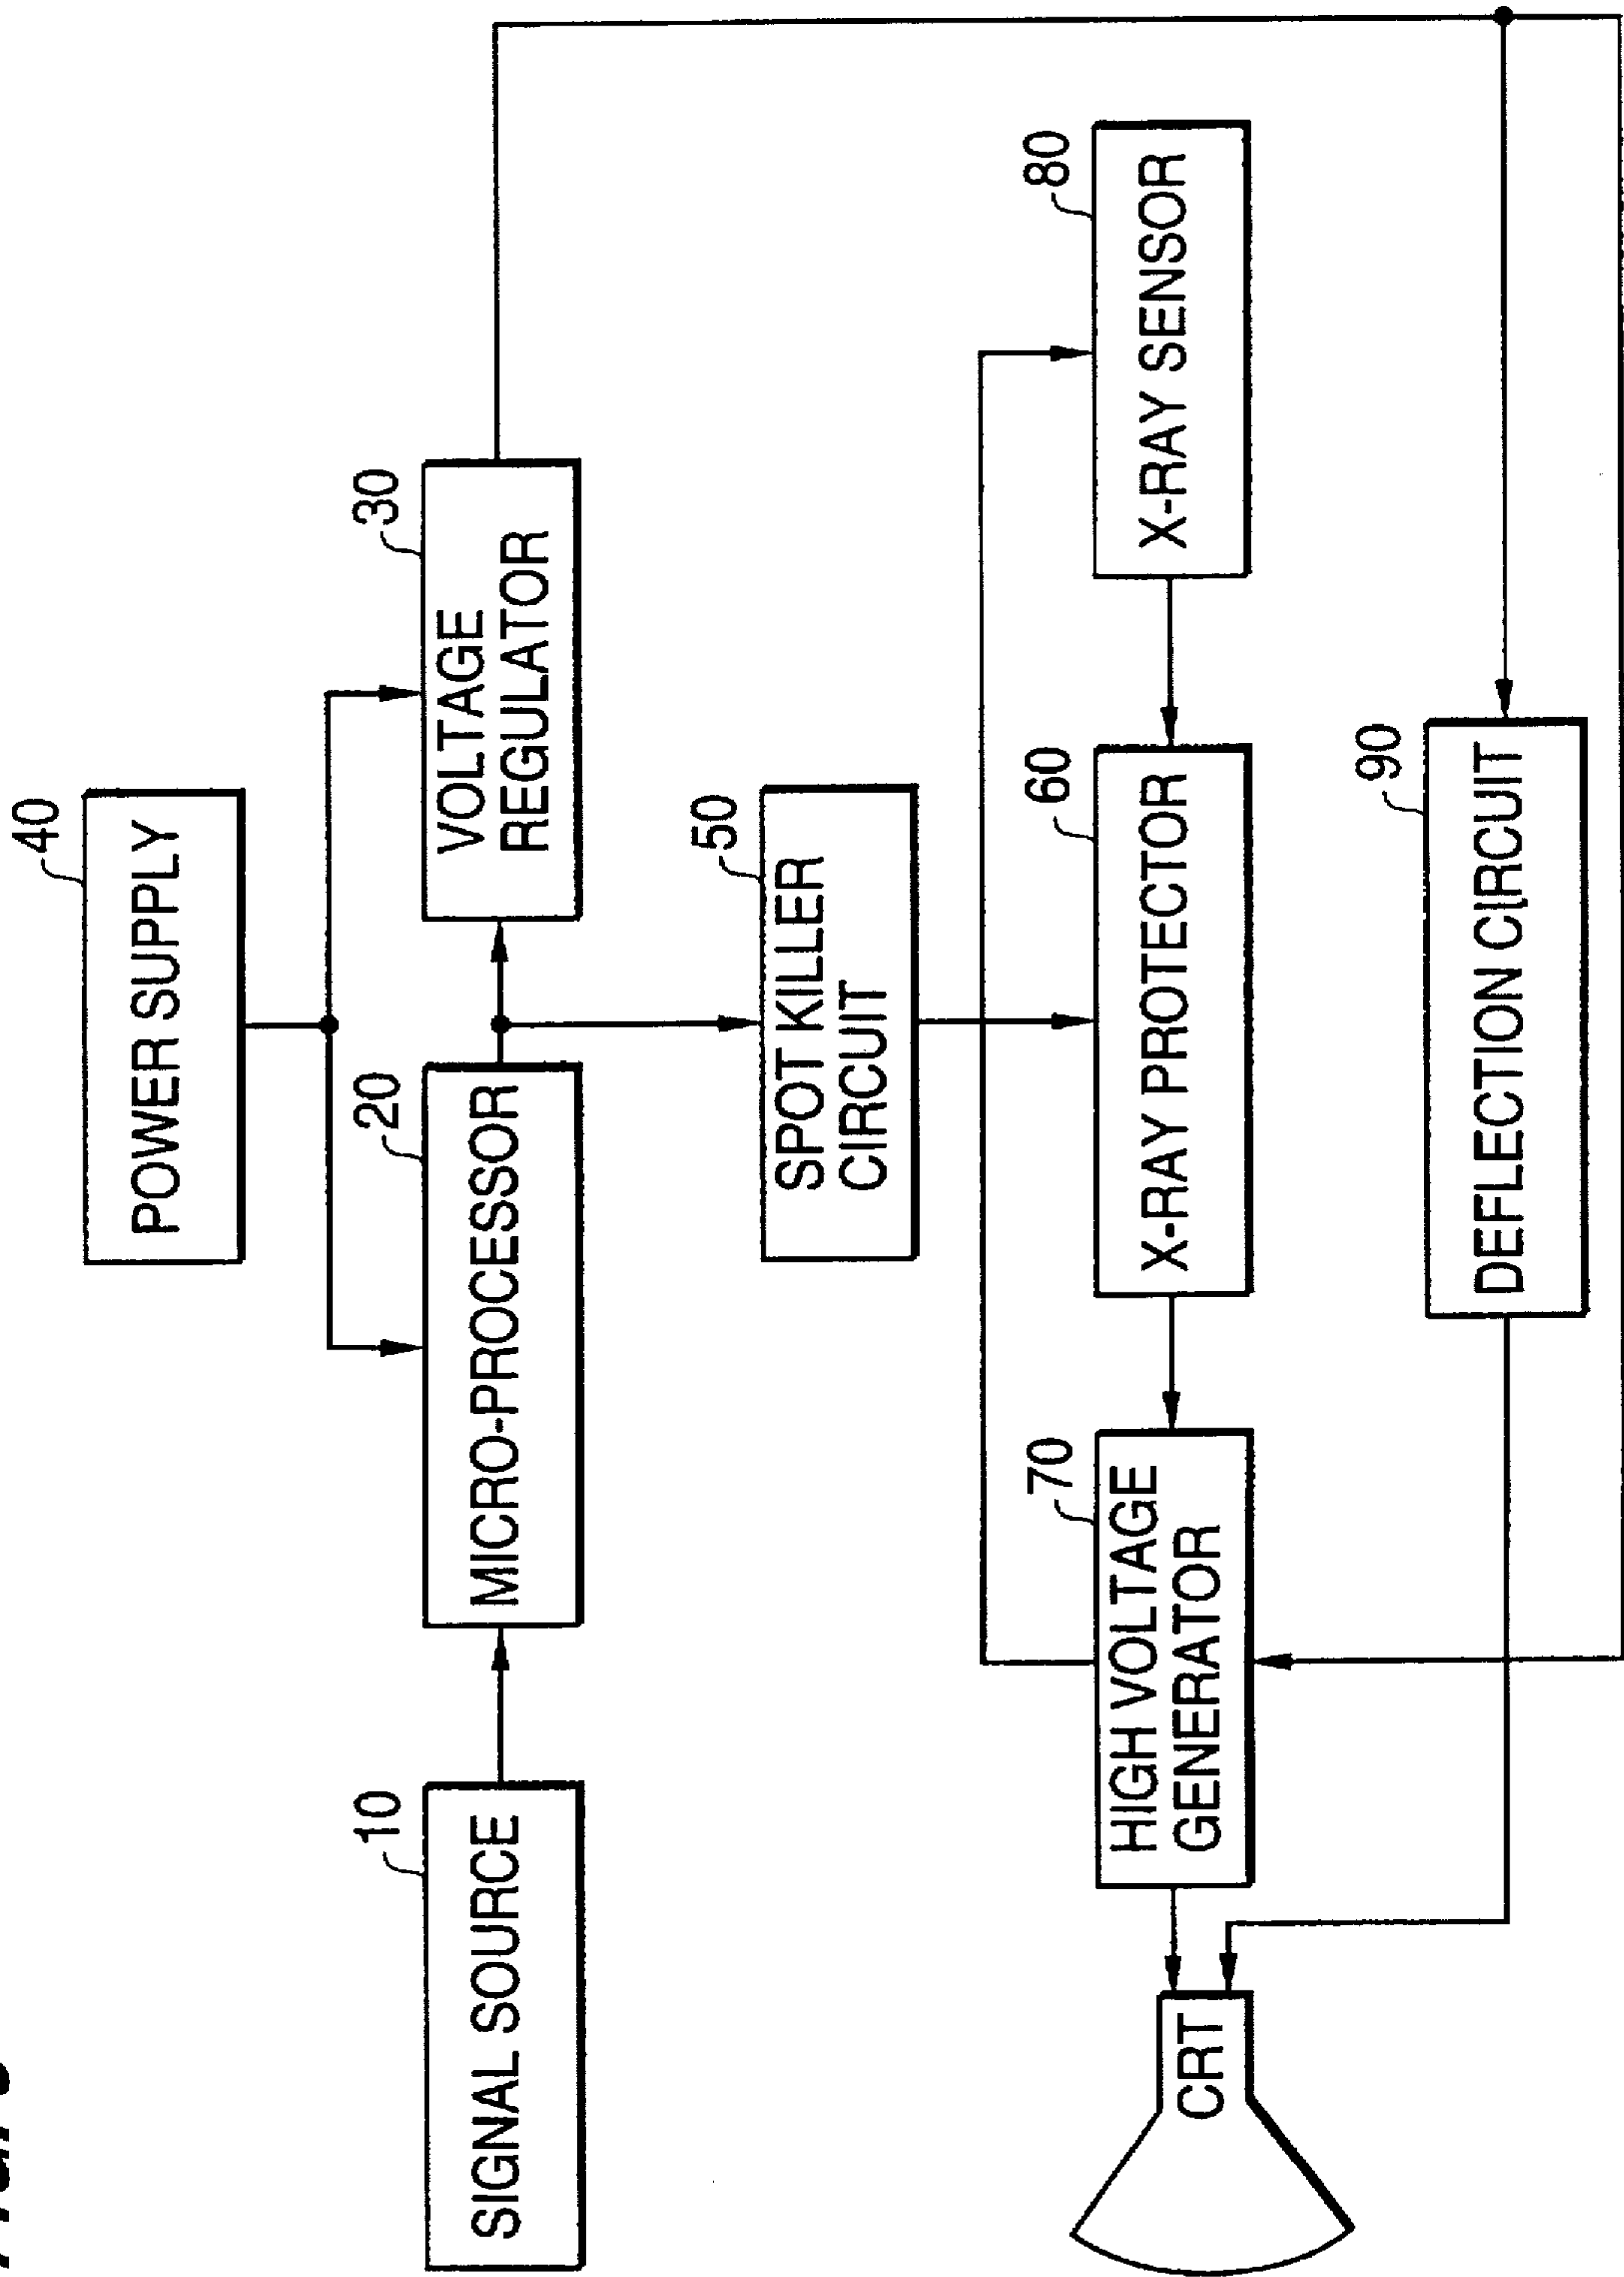 40
POWER SUPPLY
10
SIGNAL SOURCE
20
MICRO-PROCESSOR
30
VOLTAGE
REGULATOR
50
SPOT KILLER
CIRCUIT
CRT
70
HIGH VOLTAGE
GENERATOR
60
X-RAY PROTECTOR
80
X-RAY SENSOR
90
DEFLECTION CIRCUIT